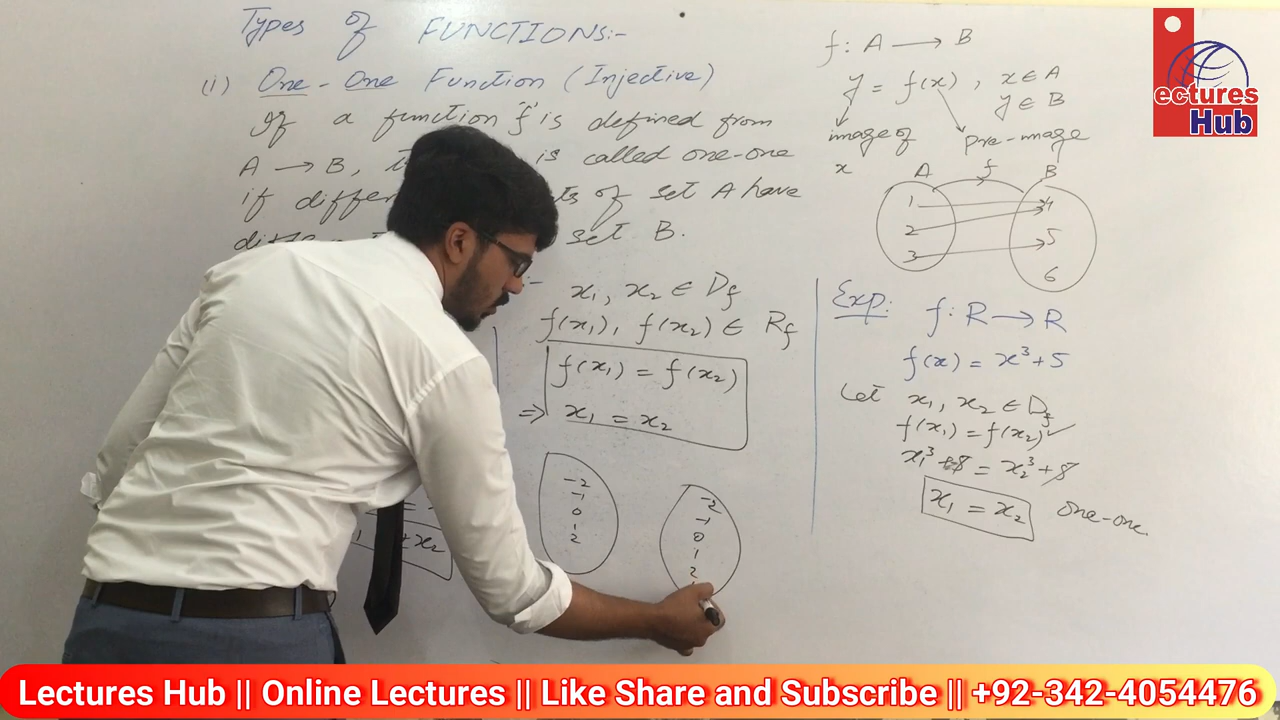 Types of FUNCTIONS:-
(i) One-One Function (Injective)
If a function 'f' is defined from
A → B, is called one-one
if of set A have
set B.
:- x₁, x₂ ∈ Df
f(x₁), f(x₂) ∈ Rf
f(x₁) = f(x₂)
⇒ x₁ = x₂
-2
-1
0
1
2
-2
-1
0
1
2
±x₂
f: A → B
y = f(x), x ∈ A
y ∈ B
image of pre-image
x
A f B
1 4
2 5
3 6
Exp: f: R → R
f(x) = x³+5
Let x₁, x₂ ∈ Df
f(x₁) = f(x₂)
x₁³ + 8 = x₂³ + 8
x₁ = x₂ one-one
Lectures
Hub
Lectures Hub || Online Lectures || Like Share and Subscribe || +92-342-4054476